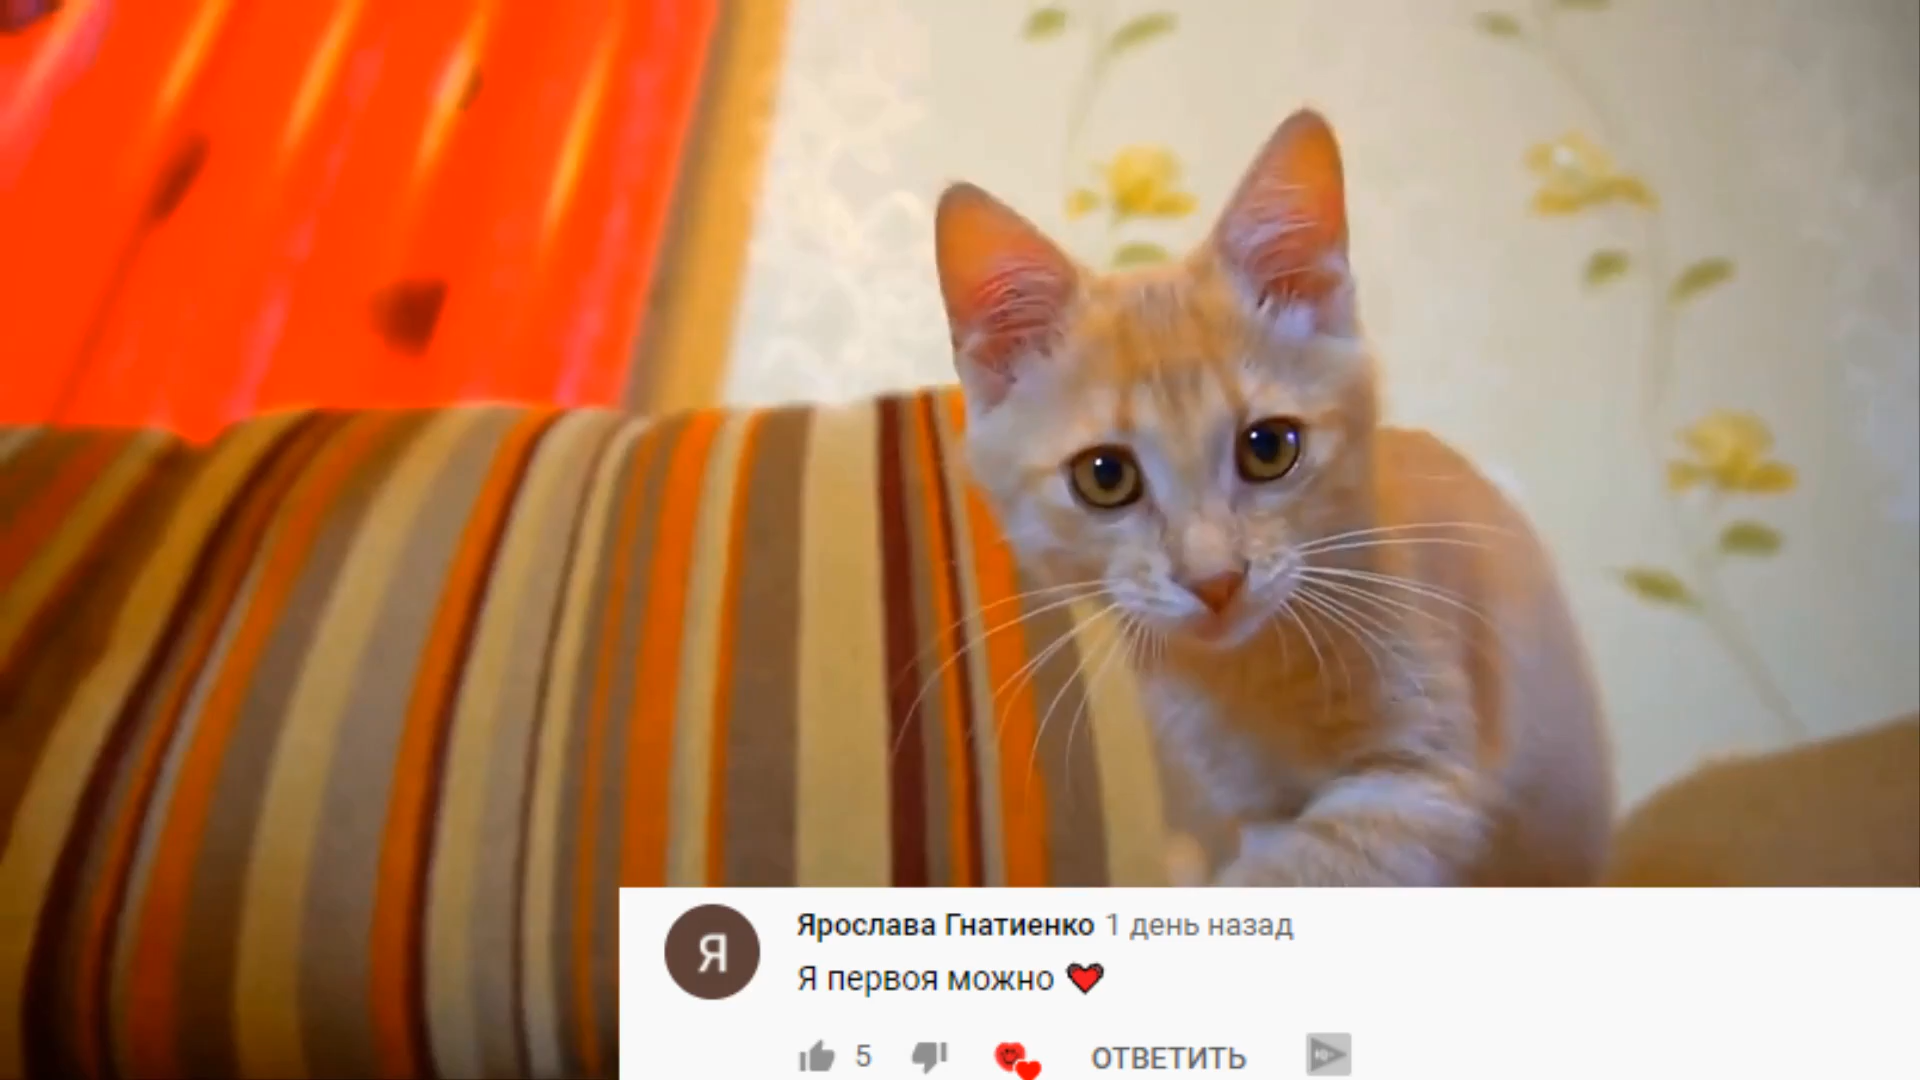 Я
Ярослава Гнатиенко 1 день назад
Я первоя можно ❤
5
ОТВЕТИТЬ